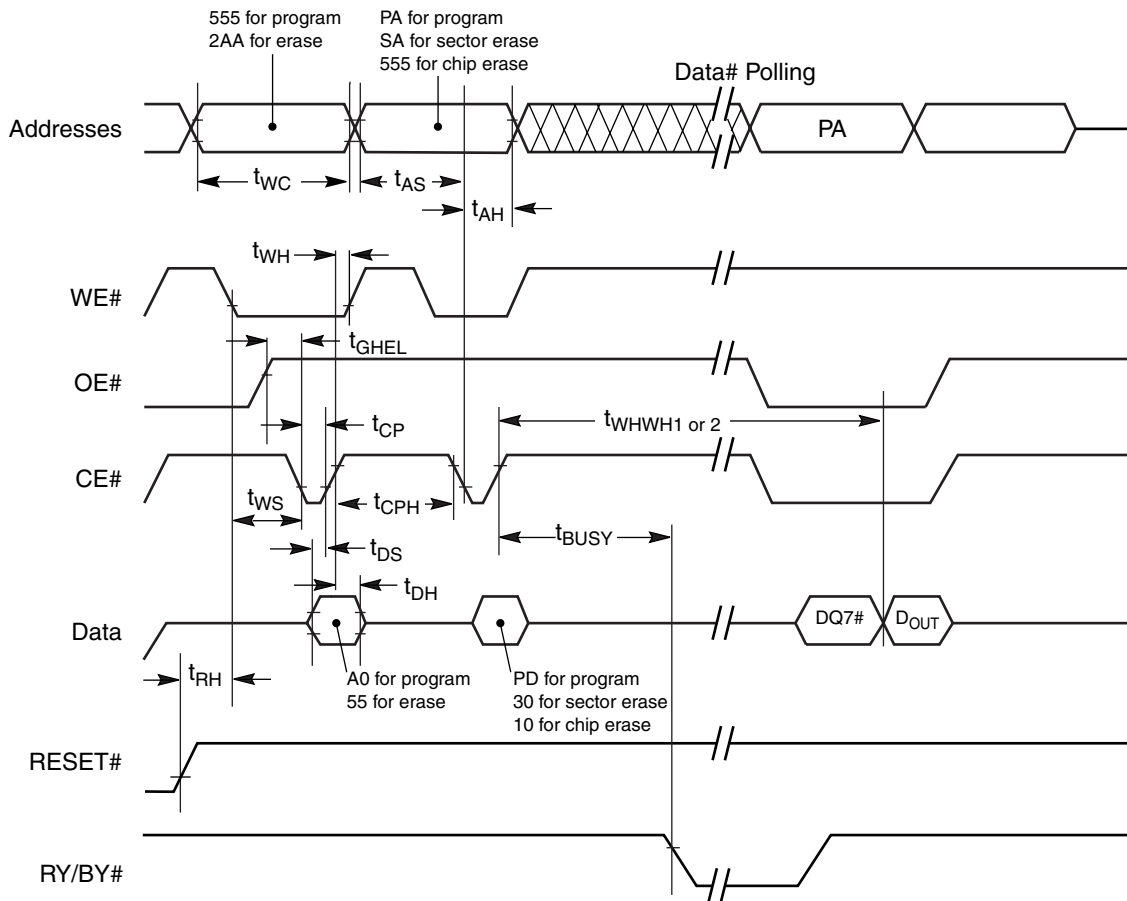 555 for program
2AA for erase
PA for program
SA for sector erase
555 for chip erase
Data# Polling
Addresses
PA
tWC
tAS
tAH
tWH
WE#
tGHEL
OE#
tWHWH1 or 2
tCP
CE#
tWS
tCPH
tBUSY
tDS
tDH
Data
DQ7#
DOUT
tRH
A0 for program
55 for erase
PD for program
30 for sector erase
10 for chip erase
RESET#
RY/BY#